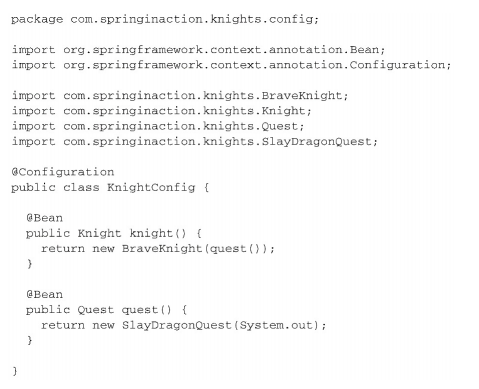 package com.springinaction.knights.config;

import org.springframework.context.annotation.Bean;
import org.springframework.context.annotation.Configuration;

import com.springinaction.knights.BraveKnight;
import com.springinaction.knights.Knight;
import com.springinaction.knights.Quest;
import com.springinaction.knights.SlayDragonQuest;

@Configuration
public class KnightConfig {

  @Bean
  public Knight knight() {
    return new BraveKnight(quest());
  }

  @Bean
  public Quest quest() {
    return new SlayDragonQuest(System.out);
  }

}